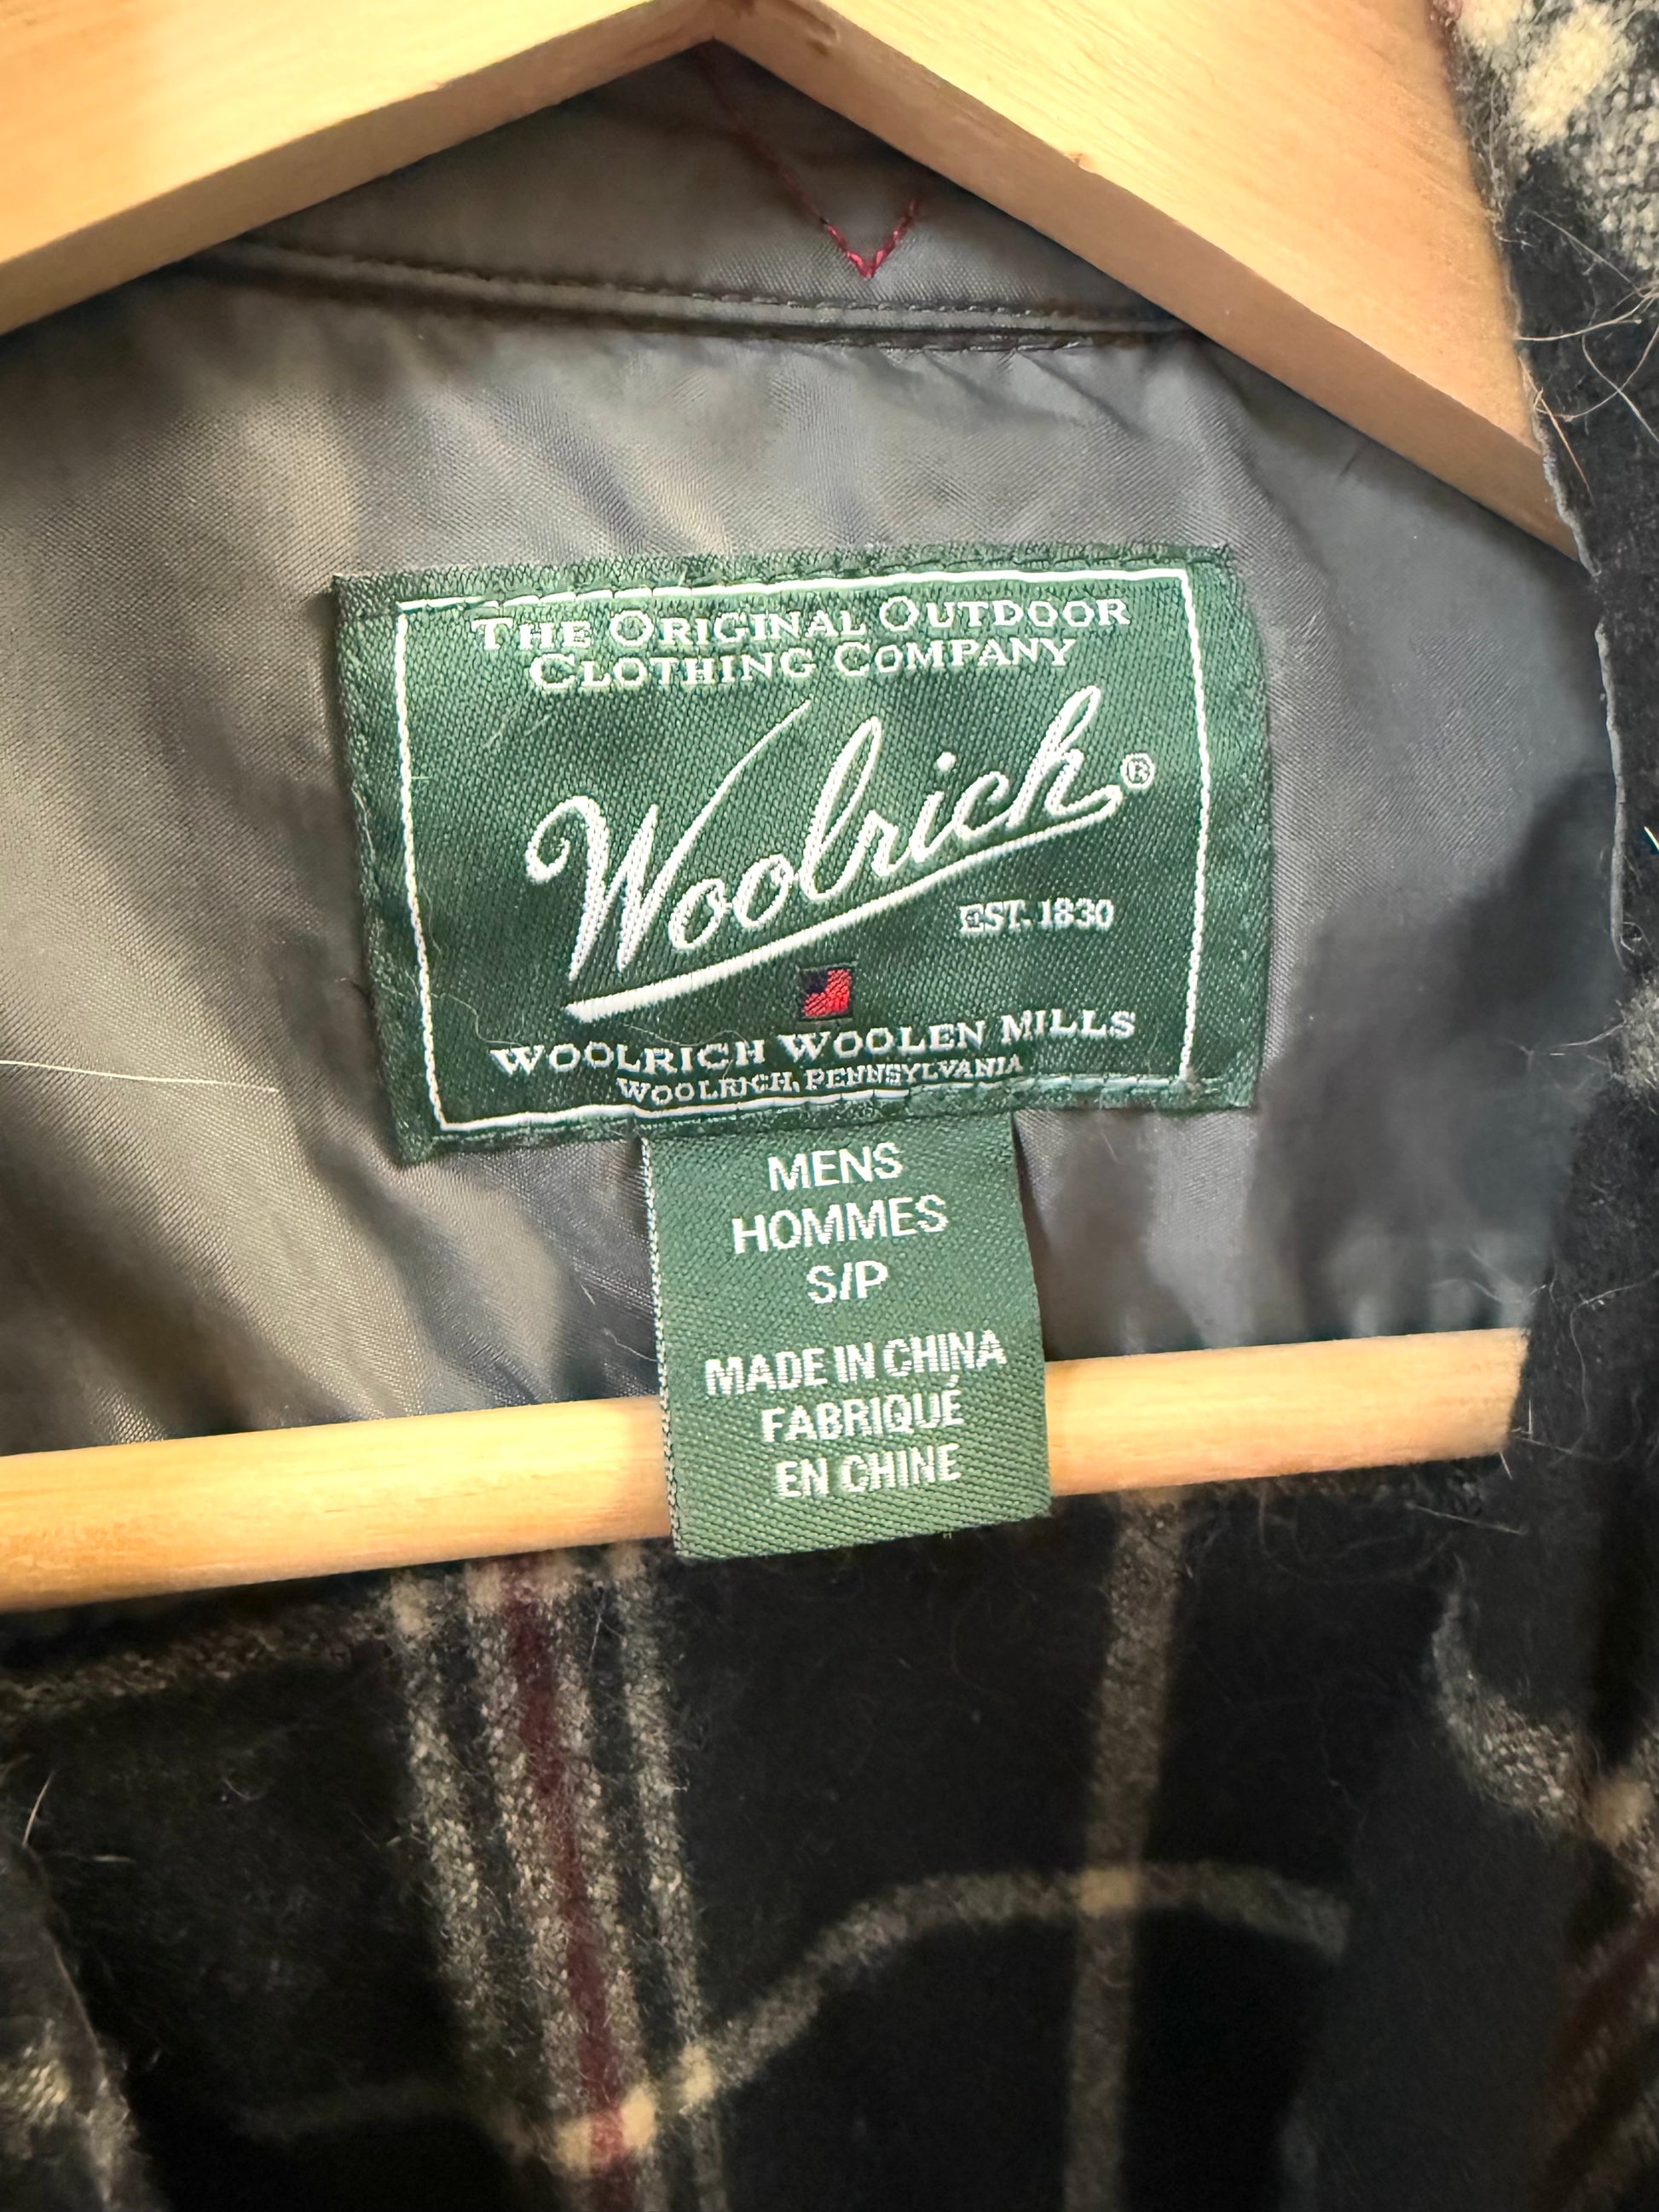 THE ORIGINAL OUTDOOR
CLOTHING COMPANY
Woolrich®
EST. 1830
WOOLRICH WOOLEN MILLS
WOOLRICH, PENNSYLVANIA
MENS
HOMMES
S/P
MADE IN CHINA
FABRIQUÉ
EN CHINE